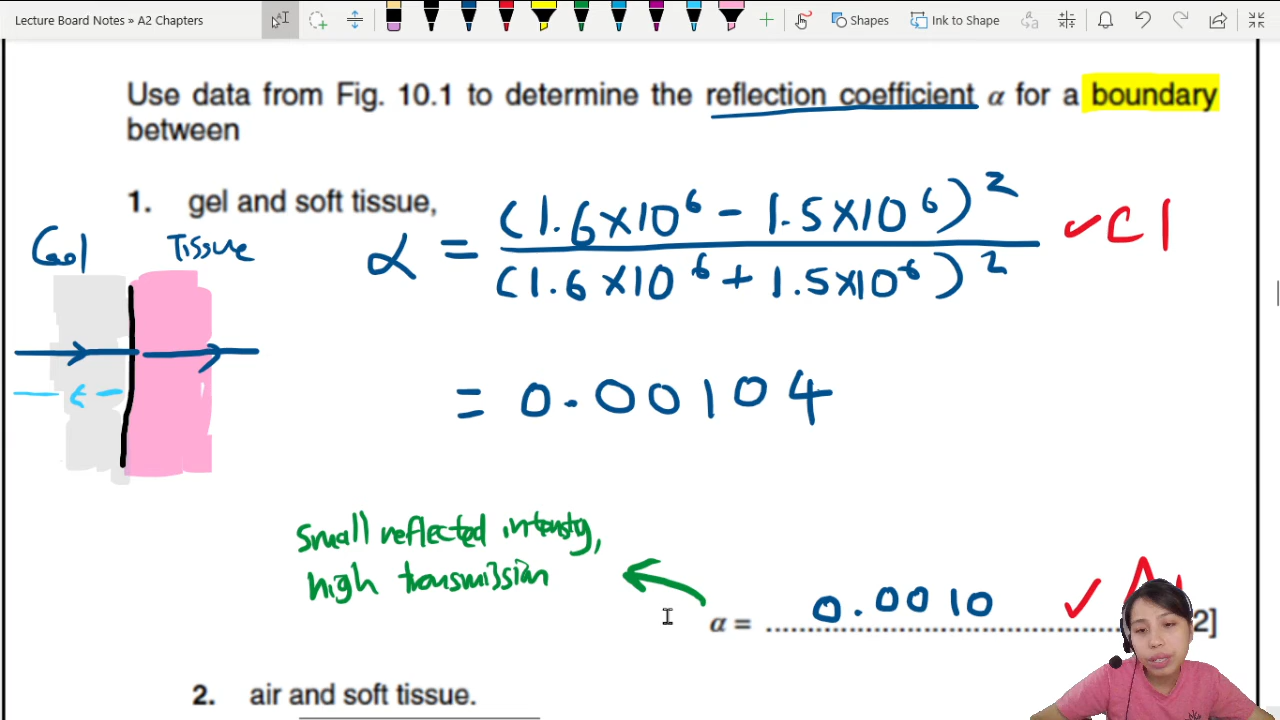 Lecture Board Notes » A2 Chapters
Shapes
Ink to Shape
Use data from Fig. 10.1 to determine the reflection coefficient α for a boundary
between
1. gel and soft tissue,
Gel Tissue
α = (1.6×10⁶ - 1.5×10⁶)²
(1.6×10⁶ + 1.5×10⁶)²
✓C1
= 0.00104
Small reflected intensity,
high transmission
α = 0.0010 ✓ 2]
2. air and soft tissue.